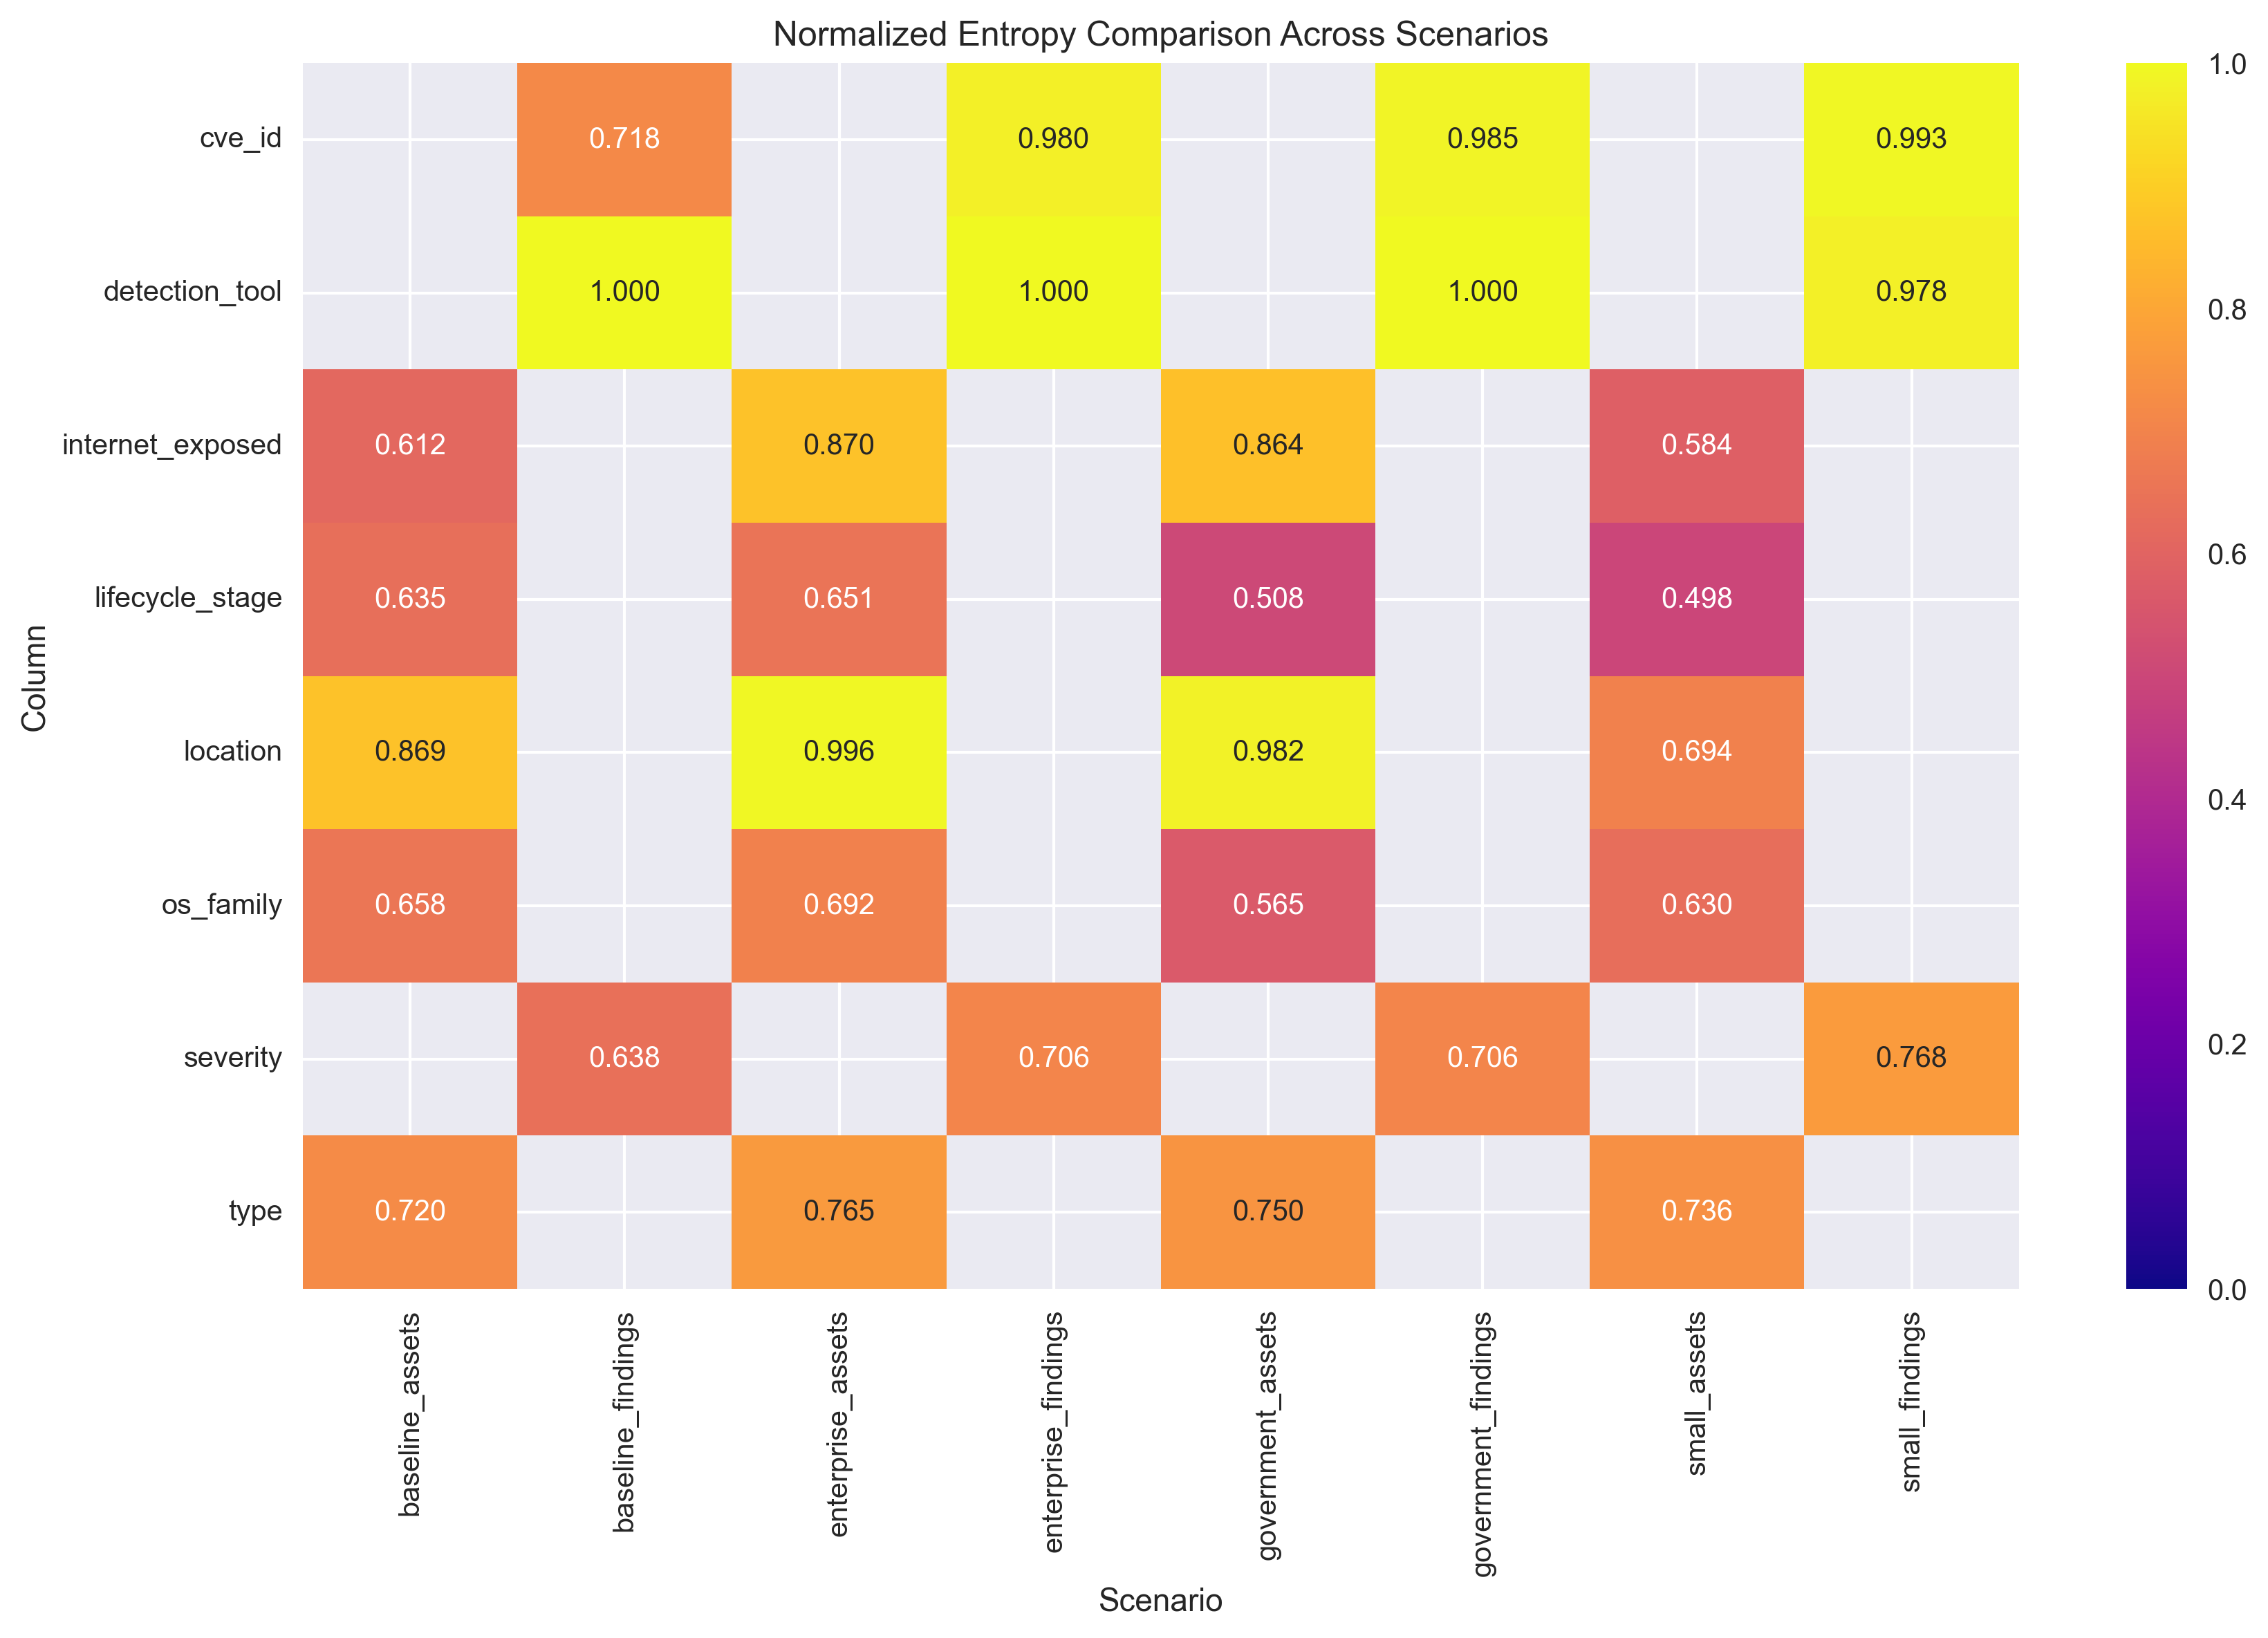 Normalized Entropy Comparison Across Scenarios
Column
cve_id 0.718 0.980 0.985 0.993
detection_tool 1.000 1.000 1.000 0.978
internet_exposed 0.612 0.870 0.864 0.584
lifecycle_stage 0.635 0.651 0.508 0.498
location 0.869 0.996 0.982 0.694
os_family 0.658 0.692 0.565 0.630
severity 0.638 0.706 0.706 0.768
type 0.720 0.765 0.750 0.736
baseline_assets
baseline_findings
enterprise_assets
enterprise_findings
government_assets
government_findings
small_assets
small_findings
Scenario
1.0
0.8
0.6
0.4
0.2
0.0